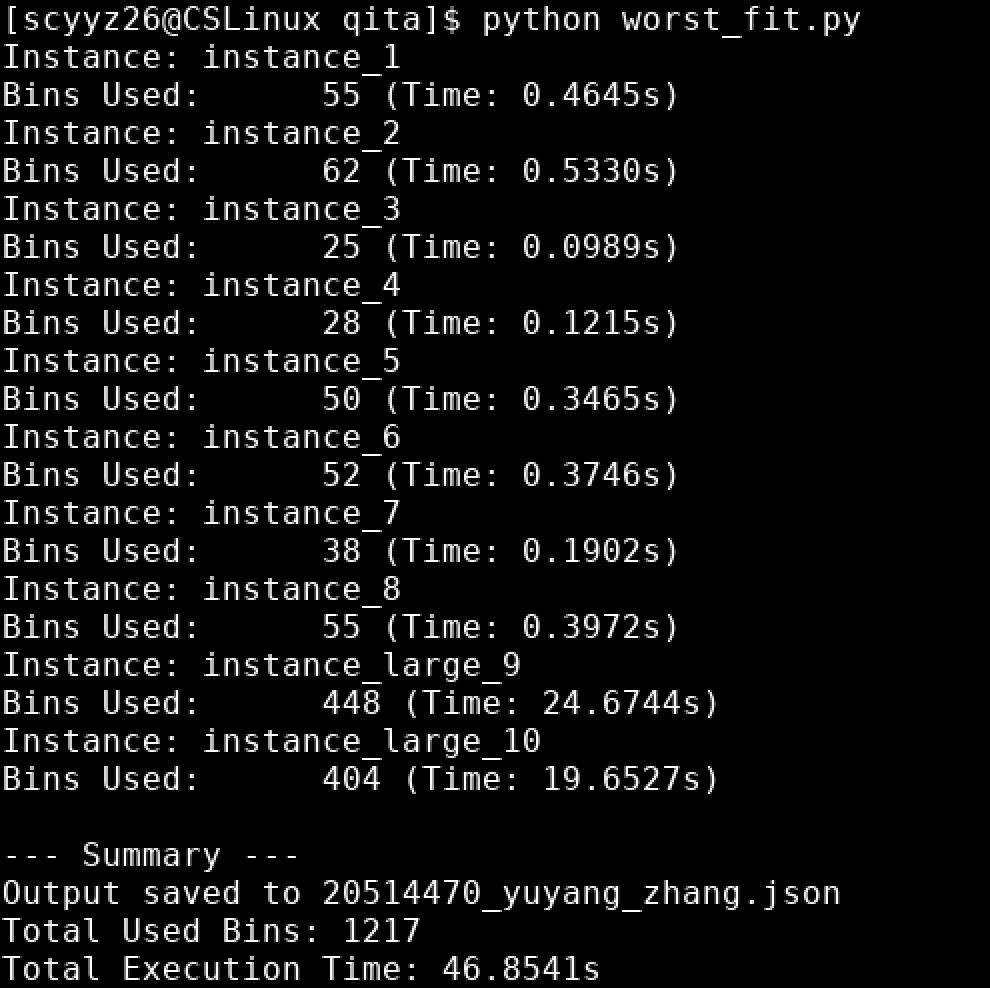 [scyyz26@CSLinux qita]$ python worst_fit.py
Instance: instance_1
Bins Used:      55 (Time: 0.4645s)
Instance: instance_2
Bins Used:      62 (Time: 0.5330s)
Instance: instance_3
Bins Used:      25 (Time: 0.0989s)
Instance: instance_4
Bins Used:      28 (Time: 0.1215s)
Instance: instance_5
Bins Used:      50 (Time: 0.3465s)
Instance: instance_6
Bins Used:      52 (Time: 0.3746s)
Instance: instance_7
Bins Used:      38 (Time: 0.1902s)
Instance: instance_8
Bins Used:      55 (Time: 0.3972s)
Instance: instance_large_9
Bins Used:      448 (Time: 24.6744s)
Instance: instance_large_10
Bins Used:      404 (Time: 19.6527s)
--- Summary ---
Output saved to 20514470_yuyang_zhang.json
Total Used Bins: 1217
Total Execution Time: 46.8541s